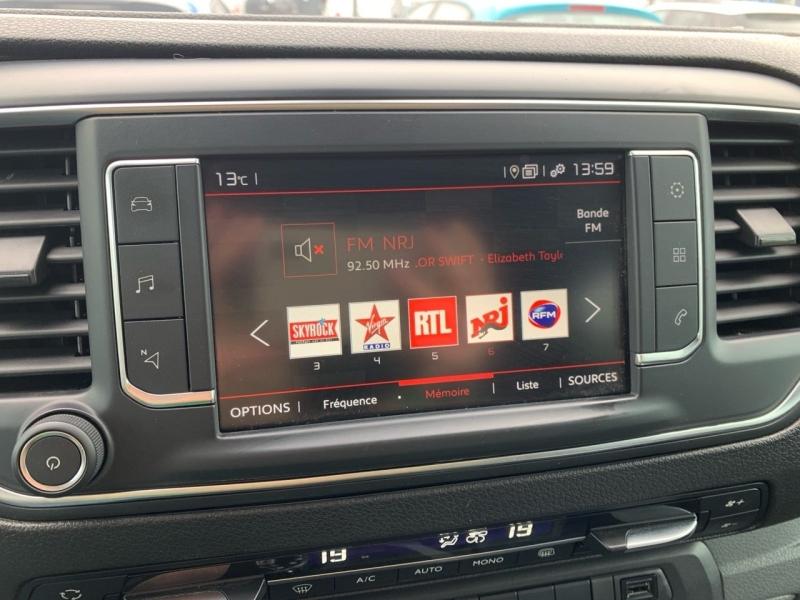 13°C
13:59
Bande
FM
FM NRJ
92.50 MHz .OR SWIFT · Elizabeth Tayl
SKYROCK
Virgin
RADIO
RTL
NRJ
RFM
3
4
5
6
7
OPTIONS
Fréquence
Mémoire
Liste
SOURCES
N
19
19
A/C
AUTO
MONO